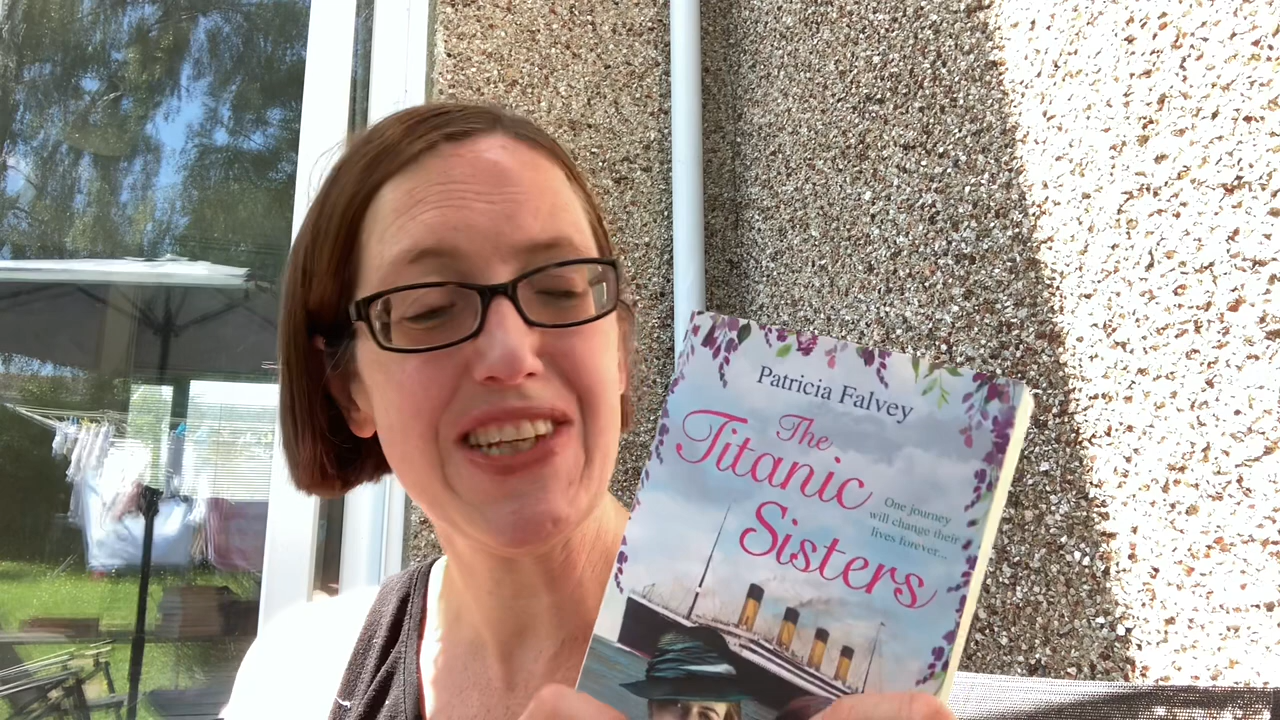 Patricia Falvey
The
Titanic
Sisters
One journey
will change their
lives forever...